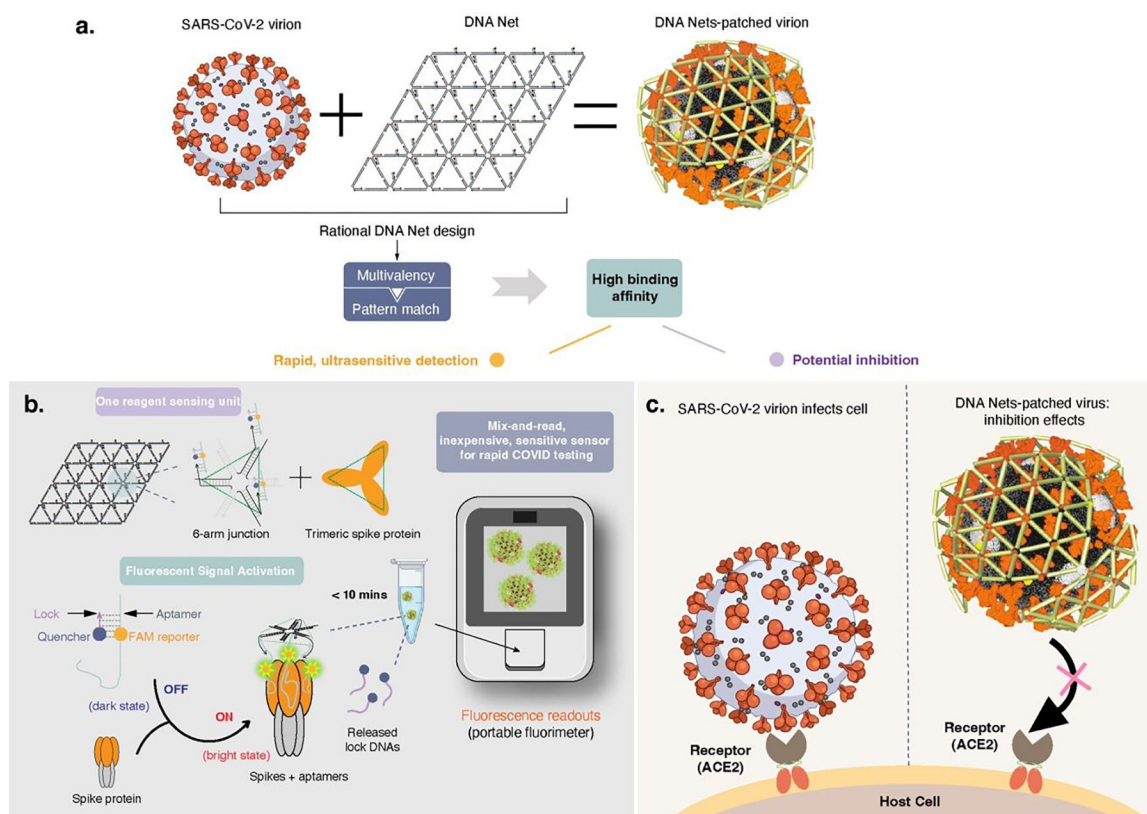 a.
SARS-CoV-2 virion
DNA Net
DNA Nets-patched virion
Rational DNA Net design
Multivalency
Pattern match
High binding
affinity
Rapid, ultrasensitive detection
Potential inhibition
b.
One reagent sensing unit
6-arm junction
Trimeric spike protein
Mix-and-read,
inexpensive, sensitive sensor
for rapid COVID testing
Fluorescent Signal Activation
Lock
Aptamer
Quencher
FAM reporter
< 10 mins
OFF
(dark state)
ON
(bright state)
Spike protein
Spikes + aptamers
Released
lock DNAs
Fluorescence readouts
(portable fluorimeter)
c.
SARS-CoV-2 virion infects cell
DNA Nets-patched virus:
inhibition effects
Receptor
(ACE2)
Receptor
(ACE2)
Host Cell